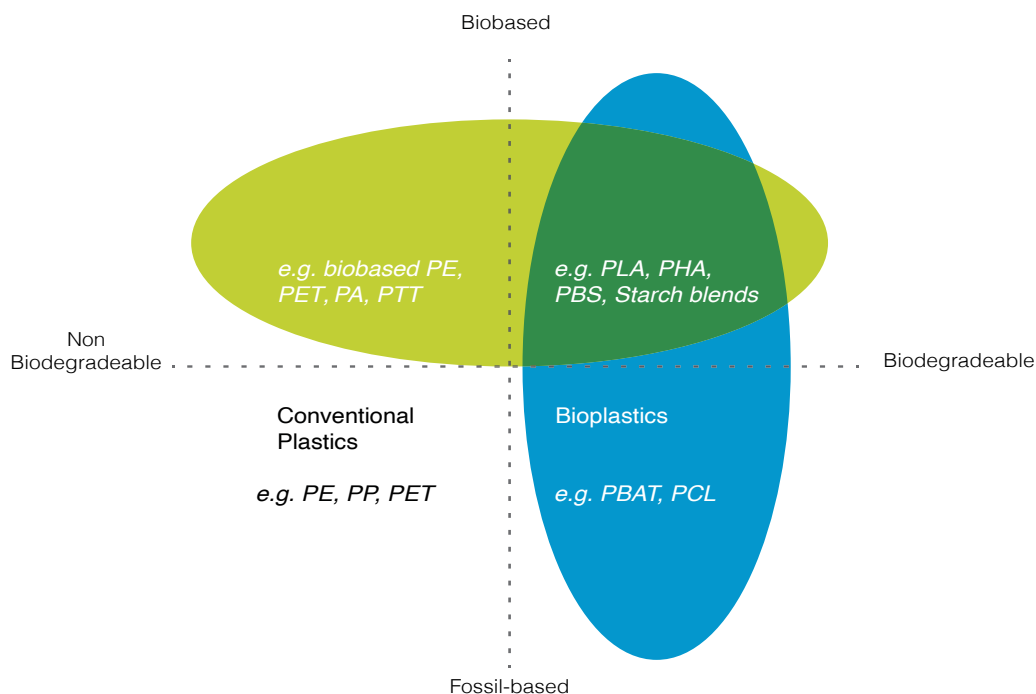 Biobased
e.g. biobased PE,
PET, PA, PTT
e.g. PLA, PHA,
PBS, Starch blends
Non
Biodegradeable
Biodegradeable
Conventional
Plastics
e.g. PE, PP, PET
Bioplastics
e.g. PBAT, PCL
Fossil-based